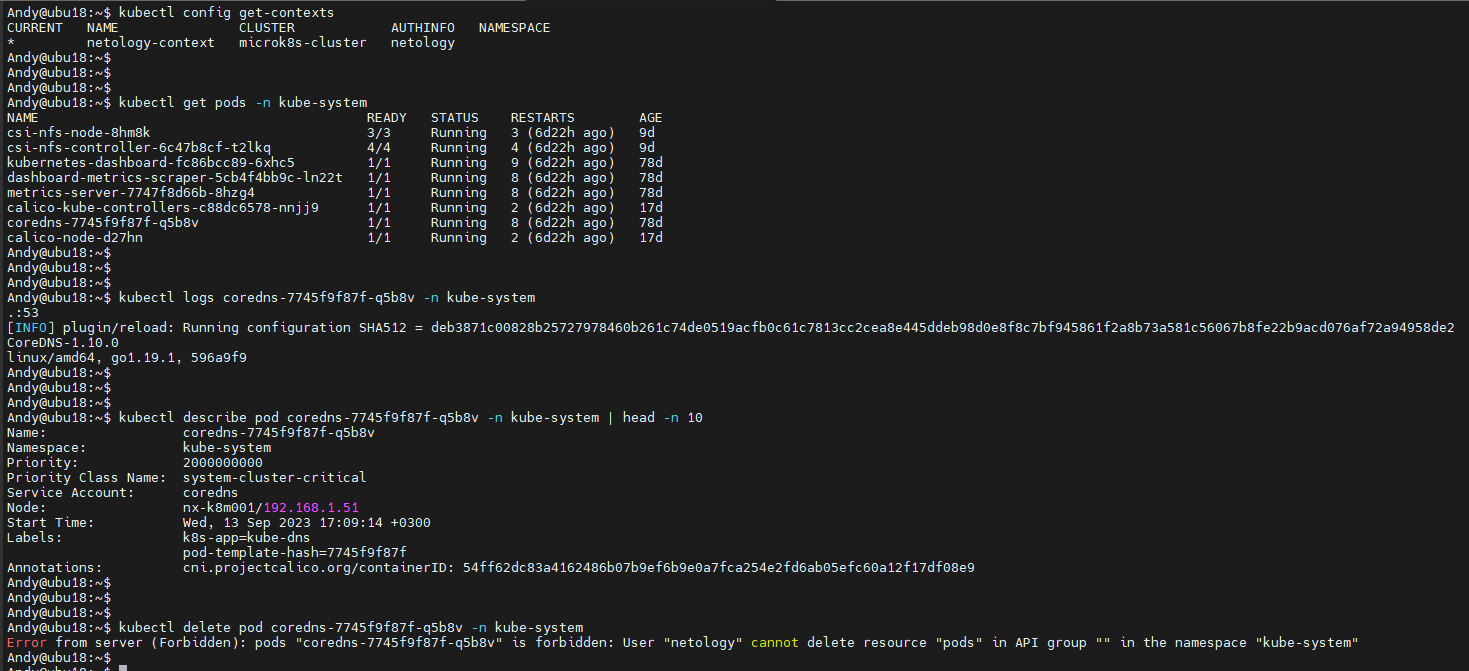 Andy@ubu18:~$ kubectl config get-contexts
CURRENT   NAME               CLUSTER            AUTHINFO   NAMESPACE
*         netology-context   microk8s-cluster   netology
Andy@ubu18:~$
Andy@ubu18:~$
Andy@ubu18:~$
Andy@ubu18:~$ kubectl get pods -n kube-system
NAME                                         READY   STATUS    RESTARTS        AGE
csi-nfs-node-8hm8k                           3/3     Running   3 (6d22h ago)   9d
csi-nfs-controller-6c47b8cf-t2lkq            4/4     Running   4 (6d22h ago)   9d
kubernetes-dashboard-fc86bcc89-6xhc5         1/1     Running   9 (6d22h ago)   78d
dashboard-metrics-scraper-5cb4f4bb9c-ln22t   1/1     Running   8 (6d22h ago)   78d
metrics-server-7747f8d66b-8hzg4              1/1     Running   8 (6d22h ago)   78d
calico-kube-controllers-c88dc6578-nnjj9      1/1     Running   2 (6d22h ago)   17d
coredns-7745f9f87f-q5b8v                     1/1     Running   8 (6d22h ago)   78d
calico-node-d27hn                            1/1     Running   2 (6d22h ago)   17d
Andy@ubu18:~$
Andy@ubu18:~$
Andy@ubu18:~$
Andy@ubu18:~$ kubectl logs coredns-7745f9f87f-q5b8v -n kube-system
.:53
[INFO] plugin/reload: Running configuration SHA512 = deb3871c00828b25727978460b261c74de0519acfb0c61c7813cc2cea8e445ddeb98d0e8f8c7bf945861f2a8b73a581c56067b8fe22b9acd076af72a94958de2
CoreDNS-1.10.0
linux/amd64, go1.19.1, 596a9f9
Andy@ubu18:~$
Andy@ubu18:~$
Andy@ubu18:~$
Andy@ubu18:~$ kubectl describe pod coredns-7745f9f87f-q5b8v -n kube-system | head -n 10
Name:                 coredns-7745f9f87f-q5b8v
Namespace:            kube-system
Priority:             2000000000
Priority Class Name:  system-cluster-critical
Service Account:      coredns
Node:                 nx-k8m001/192.168.1.51
Start Time:           Wed, 13 Sep 2023 17:09:14 +0300
Labels:               k8s-app=kube-dns
                      pod-template-hash=7745f9f87f
Annotations:          cni.projectcalico.org/containerID: 54ff62dc83a4162486b07b9ef6b9e0a7fca254e2fd6ab05efc60a12f17df08e9
Andy@ubu18:~$
Andy@ubu18:~$
Andy@ubu18:~$
Andy@ubu18:~$ kubectl delete pod coredns-7745f9f87f-q5b8v -n kube-system
Error from server (Forbidden): pods "coredns-7745f9f87f-q5b8v" is forbidden: User "netology" cannot delete resource "pods" in API group "" in the namespace "kube-system"
Andy@ubu18:~$
Andy@ubu18:~$